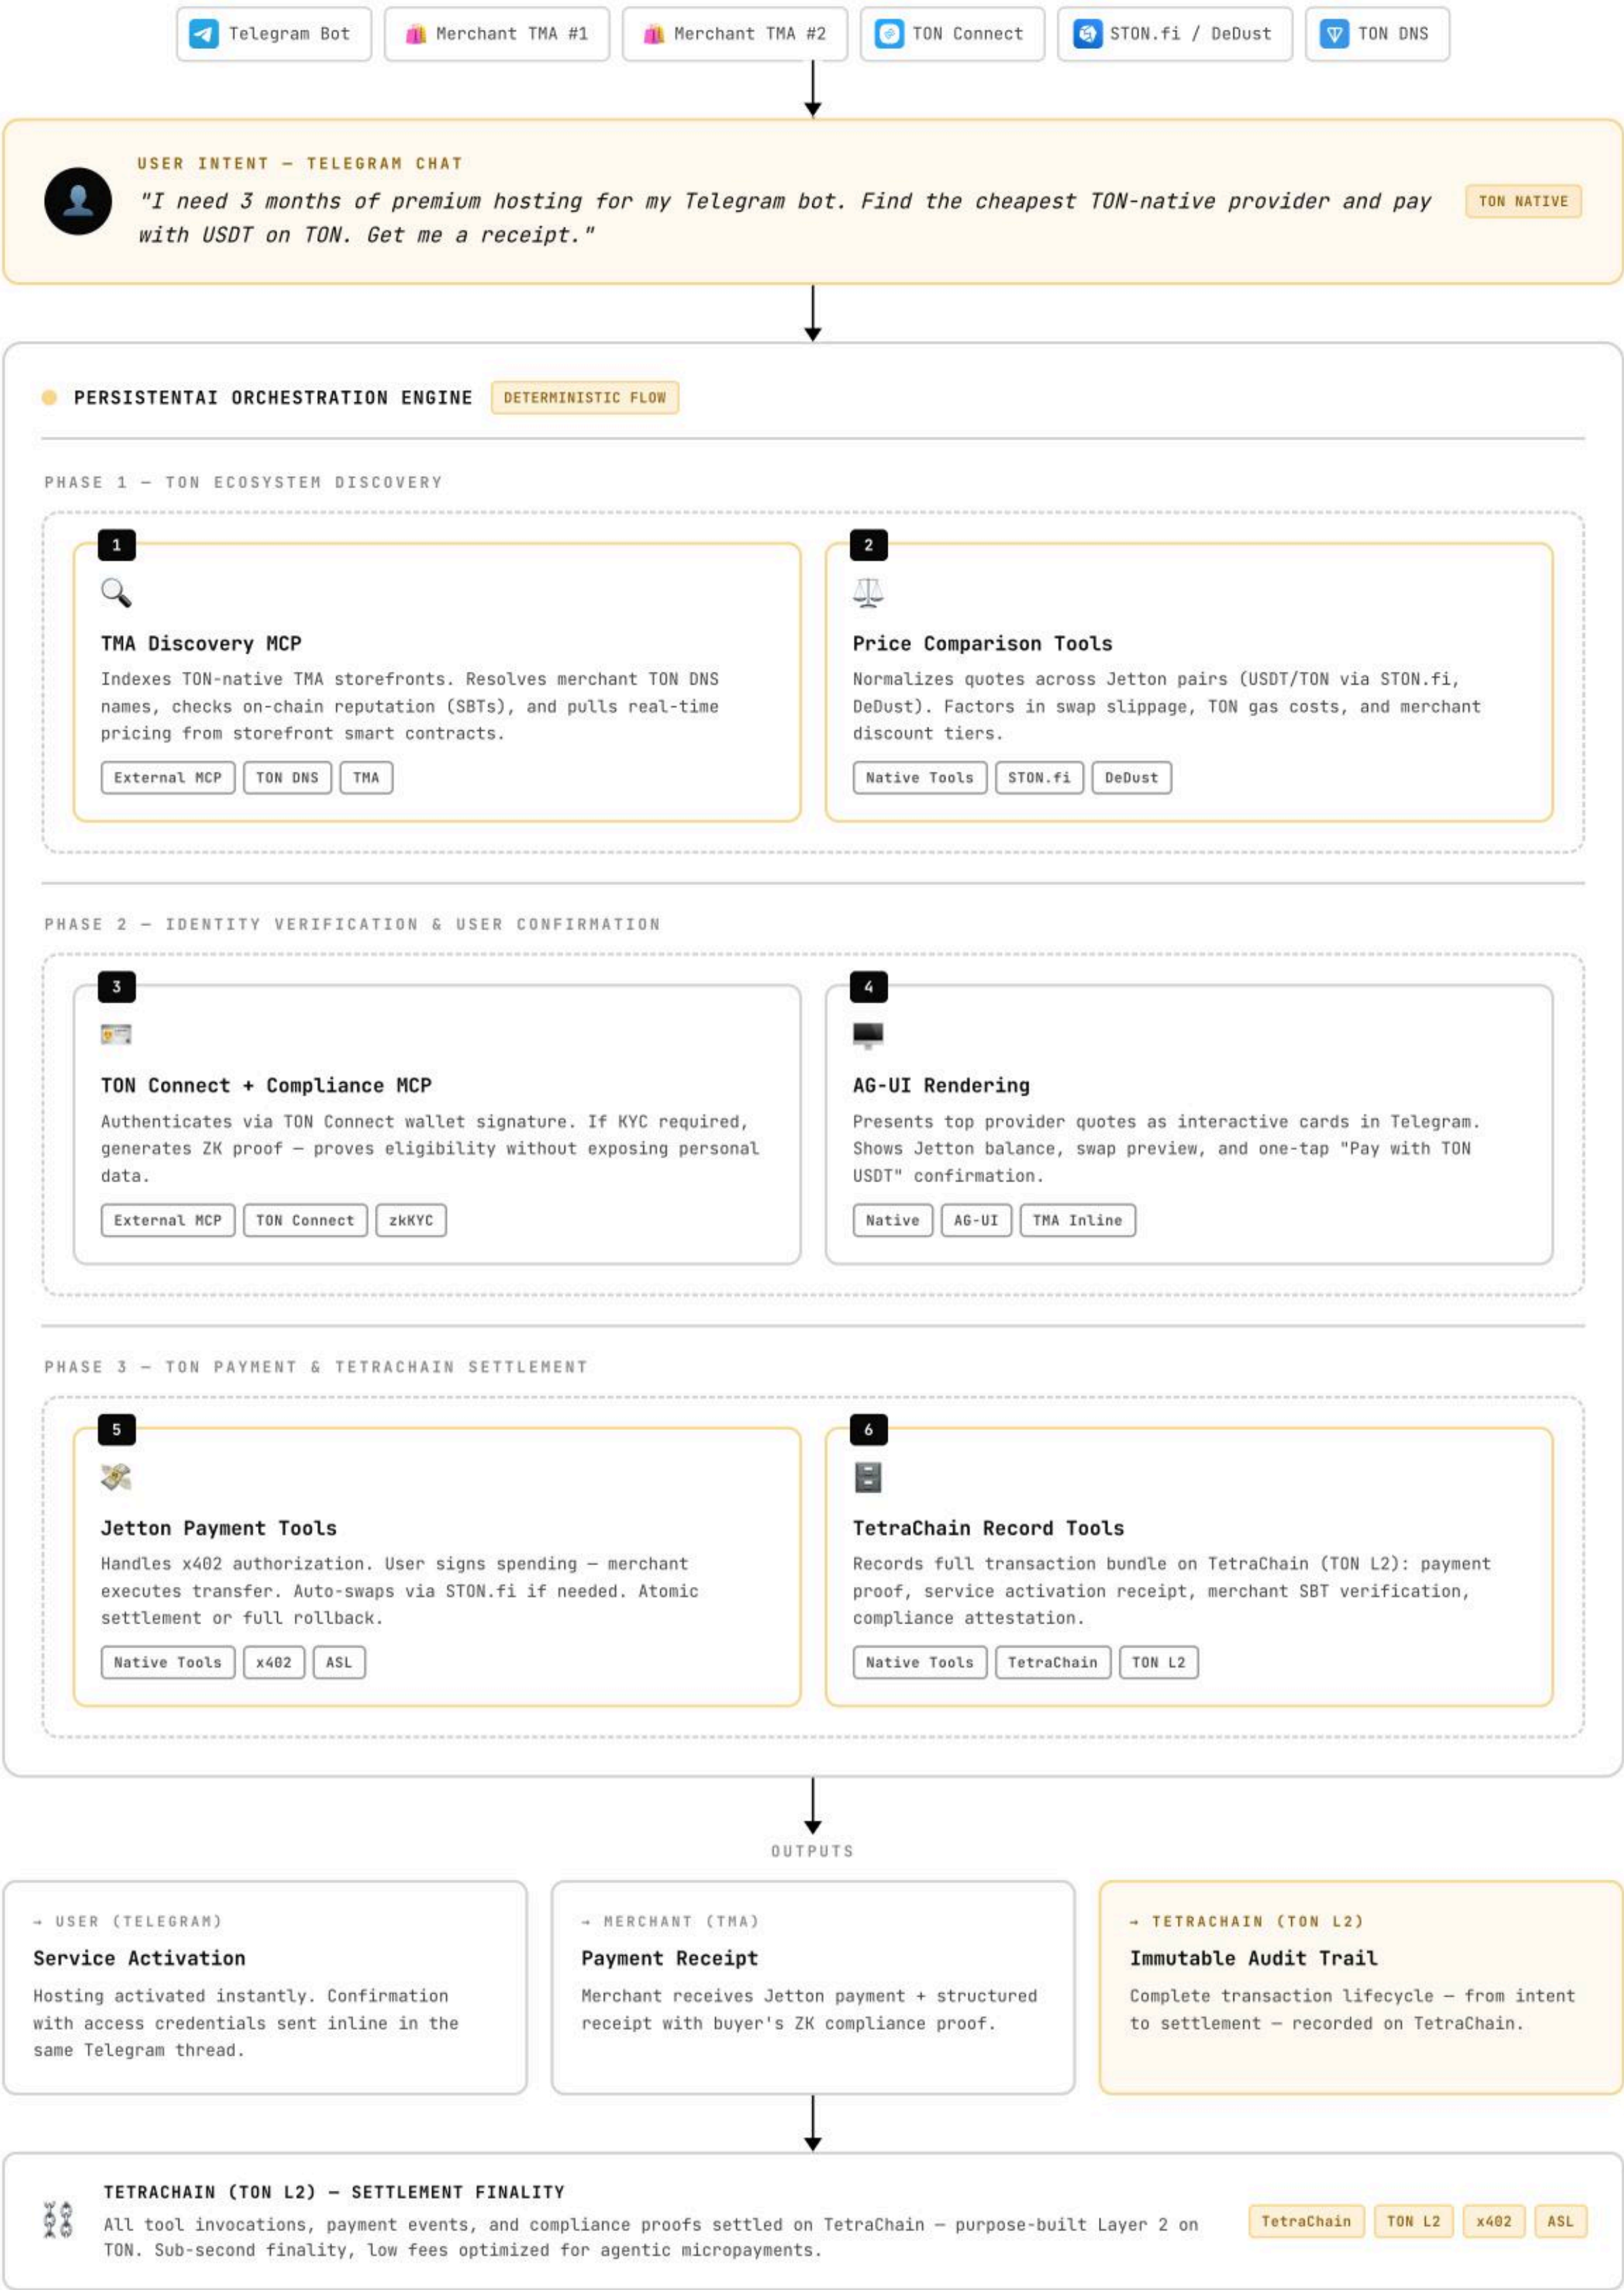 Telegram Bot
Merchant TMA #1
Merchant TMA #2
TON Connect
STON.fi / DeDust
TON DNS
USER INTENT — TELEGRAM CHAT
"I need 3 months of premium hosting for my Telegram bot. Find the cheapest TON-native provider and pay
with USDT on TON. Get me a receipt."
TON NATIVE
PERSISTENTAI ORCHESTRATION ENGINE
DETERMINISTIC FLOW
PHASE 1 — TON ECOSYSTEM DISCOVERY
1
TMA Discovery MCP
Indexes TON-native TMA storefronts. Resolves merchant TON DNS
names, checks on-chain reputation (SBTs), and pulls real-time
pricing from storefront smart contracts.
External MCP
TON DNS
TMA
2
Price Comparison Tools
Normalizes quotes across Jetton pairs (USDT/TON via STON.fi,
DeDust). Factors in swap slippage, TON gas costs, and merchant
discount tiers.
Native Tools
STON.fi
DeDust
PHASE 2 — IDENTITY VERIFICATION & USER CONFIRMATION
3
TON Connect + Compliance MCP
Authenticates via TON Connect wallet signature. If KYC required,
generates ZK proof — proves eligibility without exposing personal
data.
External MCP
TON Connect
zkKYC
4
AG-UI Rendering
Presents top provider quotes as interactive cards in Telegram.
Shows Jetton balance, swap preview, and one-tap "Pay with TON
USDT" confirmation.
Native
AG-UI
TMA Inline
PHASE 3 — TON PAYMENT & TETRACHAIN SETTLEMENT
5
Jetton Payment Tools
Handles x402 authorization. User signs spending — merchant
executes transfer. Auto-swaps via STON.fi if needed. Atomic
settlement or full rollback.
Native Tools
x402
ASL
6
TetraChain Record Tools
Records full transaction bundle on TetraChain (TON L2): payment
proof, service activation receipt, merchant SBT verification,
compliance attestation.
Native Tools
TetraChain
TON L2
OUTPUTS
→ USER (TELEGRAM)
Service Activation
Hosting activated instantly. Confirmation
with access credentials sent inline in the
same Telegram thread.
→ MERCHANT (TMA)
Payment Receipt
Merchant receives Jetton payment + structured
receipt with buyer's ZK compliance proof.
→ TETRACHAIN (TON L2)
Immutable Audit Trail
Complete transaction lifecycle — from intent
to settlement — recorded on TetraChain.
TETRACHAIN (TON L2) — SETTLEMENT FINALITY
All tool invocations, payment events, and compliance proofs settled on TetraChain — purpose-built Layer 2 on
TON. Sub-second finality, low fees optimized for agentic micropayments.
TetraChain
TON L2
x402
ASL